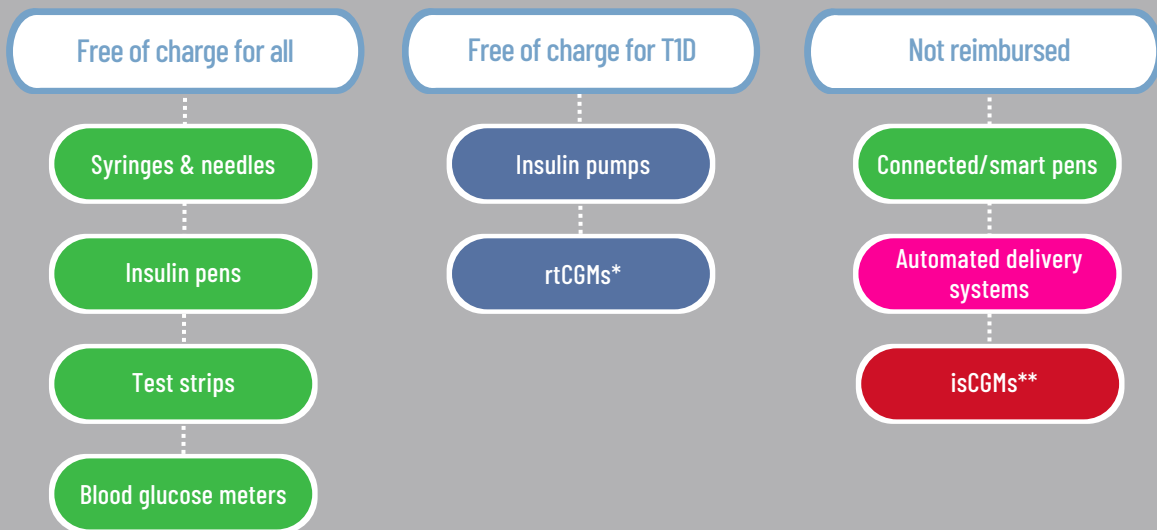 Free of charge for all
Syringes & needles
Insulin pens
Test strips
Blood glucose meters
Free of charge for T1D
Insulin pumps
rtCGMs*
Not reimbursed
Connected/smart pens
Automated delivery
systems
isCGMs**